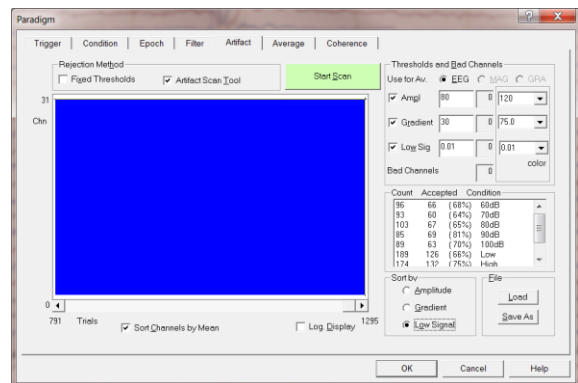 Paradigm
Trigger Condition Epoch Filter Artifact Average Coherence
Rejection Method
Fixed Thresholds Artifact Scan Tool
Start Scan
31
Chn
0
791 Trials Sort Channels by Mean Log. Display 1295
Thresholds and Bad Channels
Use for Av. EEG MAG GRA
Ampl 80 0 120
Gradient 30 0 75.0
Low Sig 0.01 0 0.01
color
Bad Channels 0
Count Accepted Condition
96 66 (68%) 60dB
93 60 (64%) 70dB
103 67 (65%) 80dB
85 69 (81%) 90dB
89 63 (70%) 100dB
189 126 (66%) Low
174 132 (75%) High
Sort by
Amplitude
Gradient
Low Signal
File
Load
Save As
OK Cancel Help